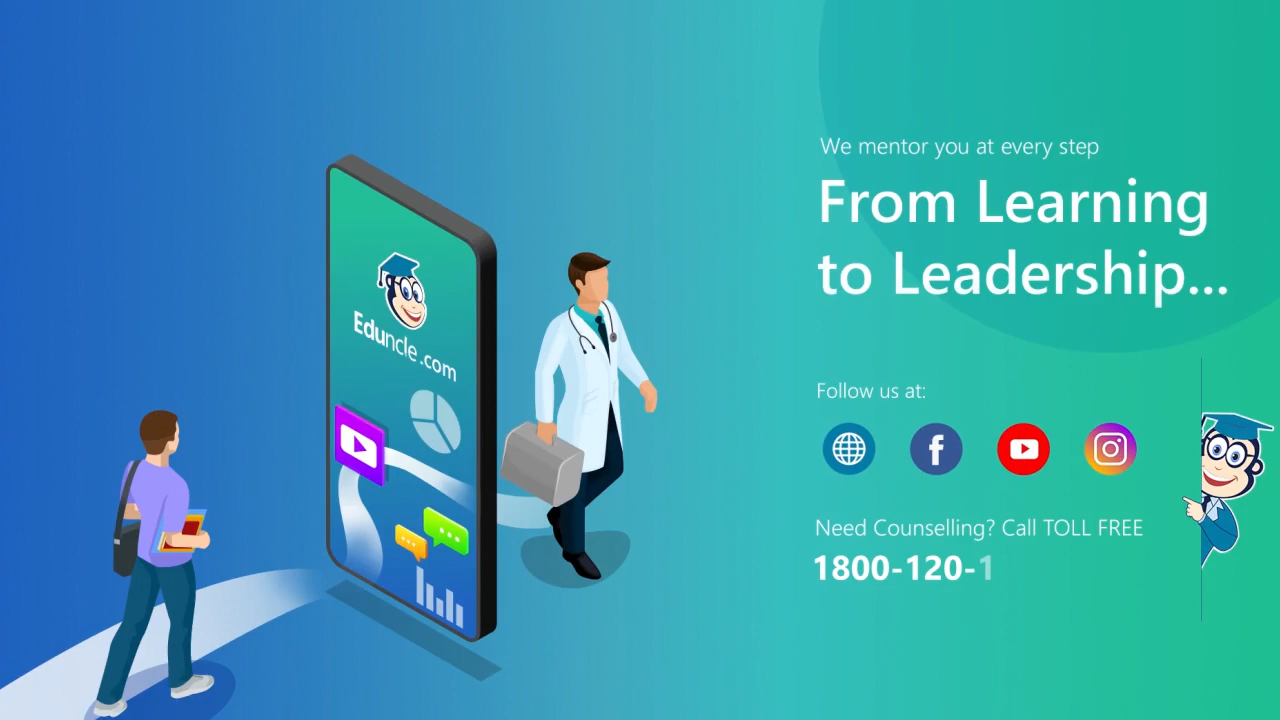 We mentor you at every step
From Learning
to Leadership...
Eduncle.com
Follow us at:
Need Counselling? Call TOLL FREE
1800-120-1